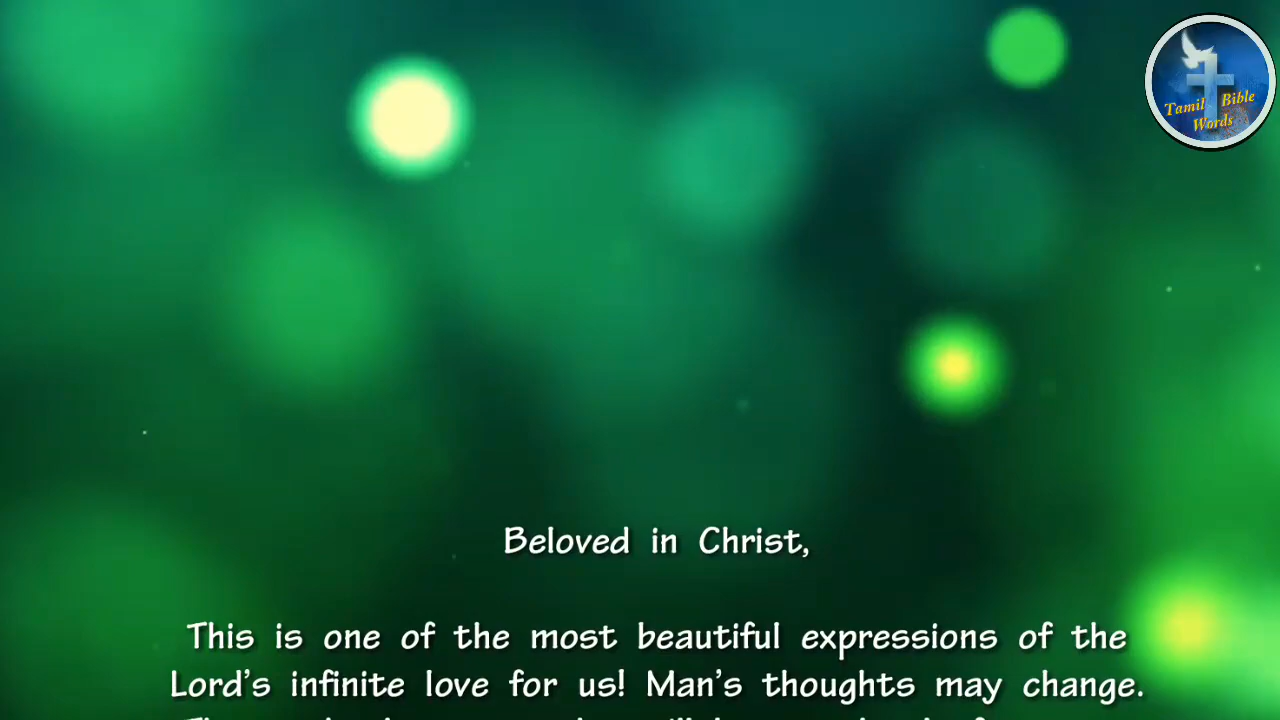 Tamil Bible
Words
Beloved in Christ,
This is one of the most beautiful expressions of the
Lord's infinite love for us! Man's thoughts may change.